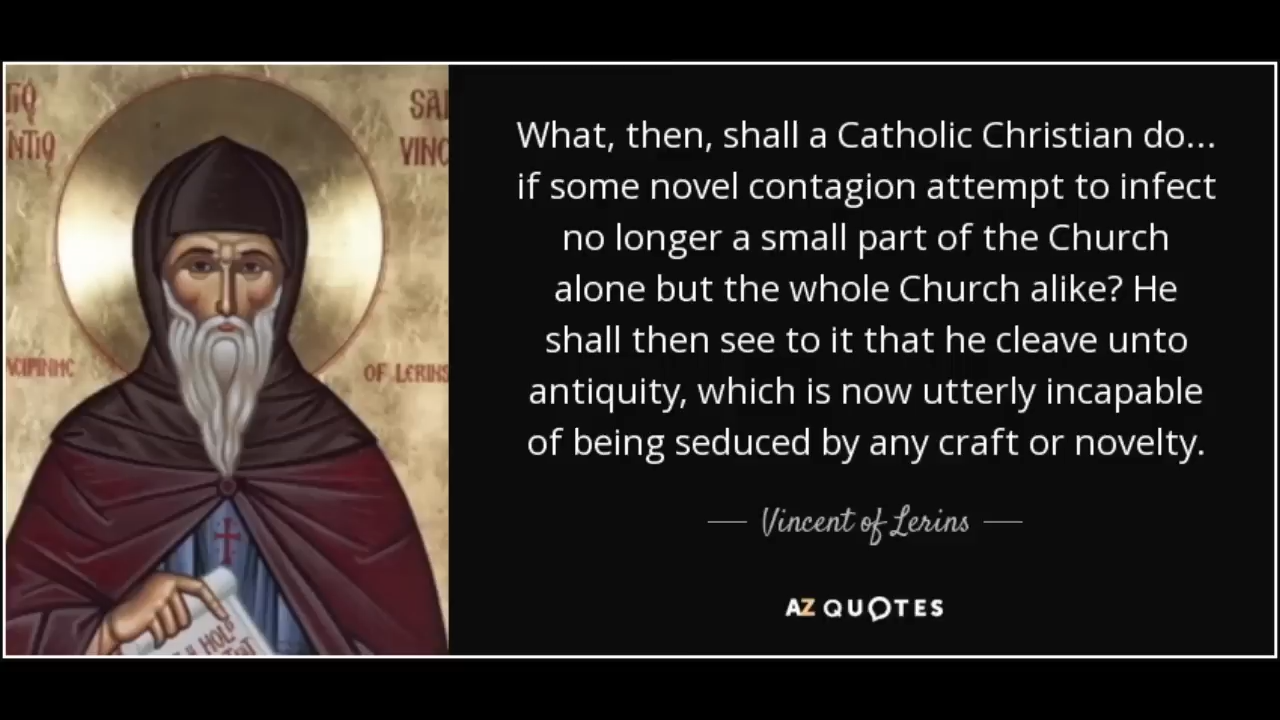 SAI
VINC
OF LERINS
What, then, shall a Catholic Christian do...
if some novel contagion attempt to infect
no longer a small part of the Church
alone but the whole Church alike? He
shall then see to it that he cleave unto
antiquity, which is now utterly incapable
of being seduced by any craft or novelty.
Vincent of Lerins
AZ QUOTES